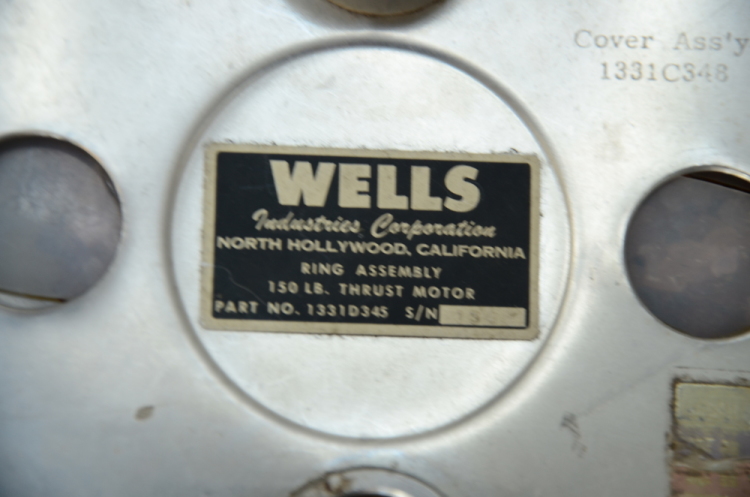 Cover Ass'y
1331C348
WELLS
Industries Corporation
NORTH HOLLYWOOD, CALIFORNIA
RING ASSEMBLY
150 LB. THRUST MOTOR
PART NO. 1331D345 S/N